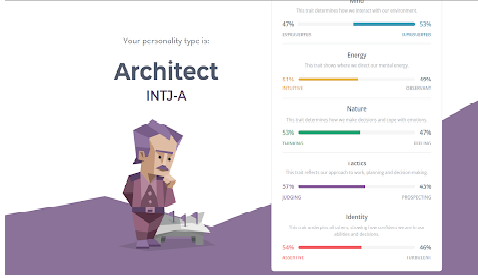 Your personality type is:
Architect
INTJ-A
Mind
This trait determines how we interact with our environment.
47% 53%
EXTRAVERTED INTROVERTED
Energy
This trait shows where we direct our mental energy.
51% 49%
INTUITIVE OBSERVANT
Nature
This trait determines how we make decisions and cope with emotions.
53% 47%
THINKING FEELING
Tactics
This trait reflects our approach to work, planning and decision-making.
57% 43%
JUDGING PROSPECTING
Identity
This trait underpins all others, showing how confident we are in our
abilities and decisions.
54% 46%
ASSERTIVE TURBULENT